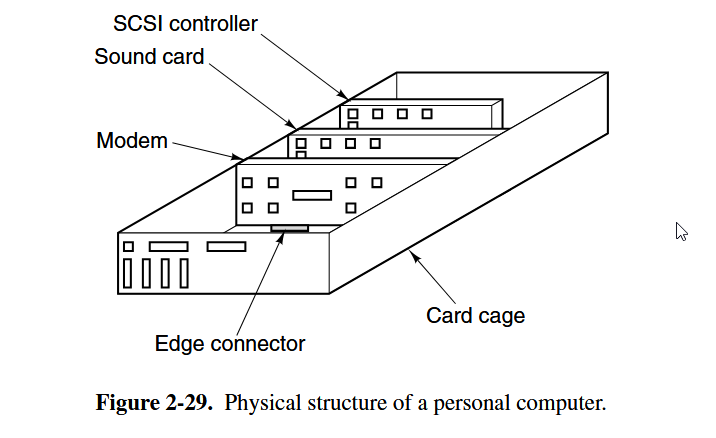 SCSI controller
Sound card
Modem
Card cage
Edge connector
Figure 2-29. Physical structure of a personal computer.